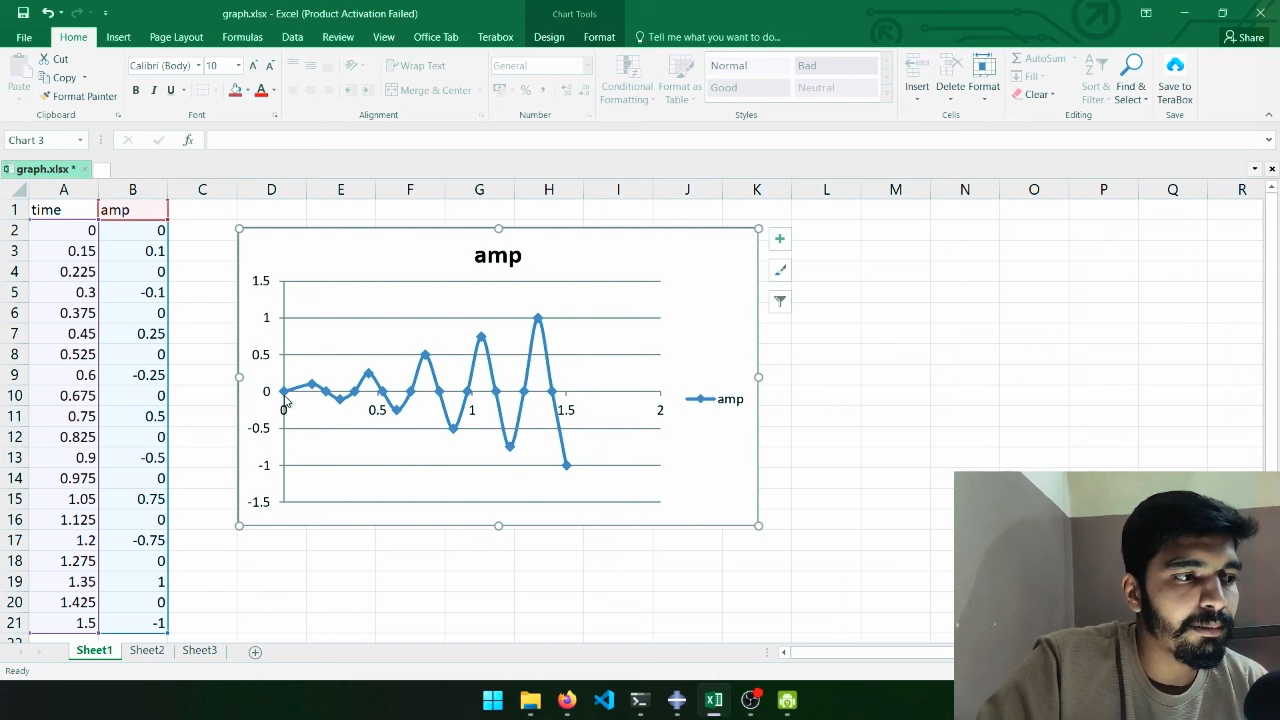 graph.xlsx - Excel (Product Activation Failed)
Chart Tools
File Home Insert Page Layout Formulas Data Review View Office Tab Terabox Design Format Tell me what you want to do... Share
Paste
Cut
Copy
Format Painter
Calibri (Body) 10
B I U
A A
Wrap Text
Merge & Center
General
%
Conditional Formatting
Format as Table
Normal Bad
Good Neutral
Insert Delete Format
AutoSum
Fill
Clear
Sort & Filter
Find & Select
Save to TeraBox
Clipboard Font Alignment Number Styles Cells Editing Save
Chart 3
fx
graph.xlsx *
A B C D E F G H I J K L M N O P Q R
1 time amp
2 0 0
3 0.15 0.1
4 0.225 0
5 0.3 -0.1
6 0.375 0
7 0.45 0.25
8 0.525 0
9 0.6 -0.25
10 0.675 0
11 0.75 0.5
12 0.825 0
13 0.9 -0.5
14 0.975 0
15 1.05 0.75
16 1.125 0
17 1.2 -0.75
18 1.275 0
19 1.35 1
20 1.425 0
21 1.5 -1
amp
1.5
1
0.5
0
-0.5
-1
-1.5
0 0.5 1 1.5 2
amp
Sheet1 Sheet2 Sheet3
Ready